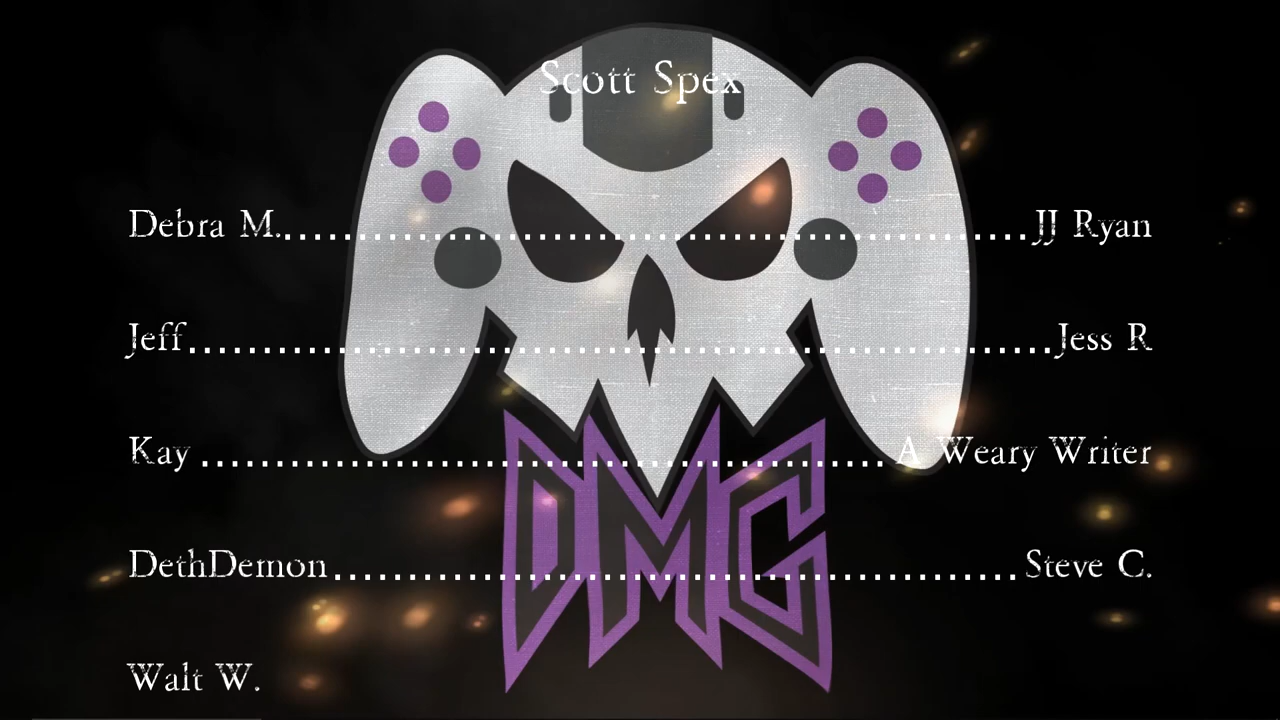 Scott Spex
Debra M...............................................................JJ Ryan
Jeff.........................................................................Jess R
Kay ...........................................................A Weary Writer
DethDemon..........................................................Steve C.
DMG
Walt W.